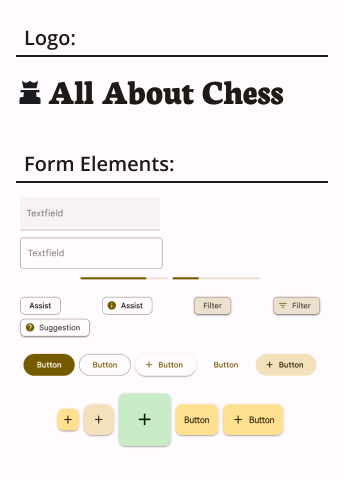 Logo:
All About Chess
Form Elements:
Textfield
Textfield
Assist
Assist
Filter
Filter
Suggestion
Button
Button
+ Button
Button
+ Button
+
+
+
Button
+ Button